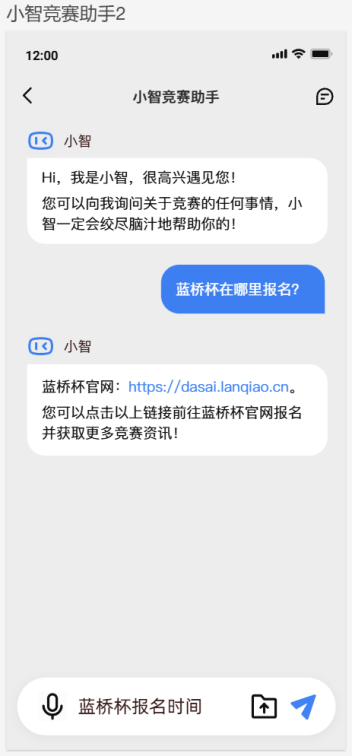 小智竞赛助手2
12:00
小智竞赛助手
小智
Hi，我是小智，很高兴遇见您！
您可以向我询问关于竞赛的任何事情，小
智一定会绞尽脑汁地帮助你的！
蓝桥杯在哪里报名？
小智
蓝桥杯官网：https://dasai.lanqiao.cn。
您可以点击以上链接前往蓝桥杯官网报名
并获取更多竞赛资讯！
蓝桥杯报名时间